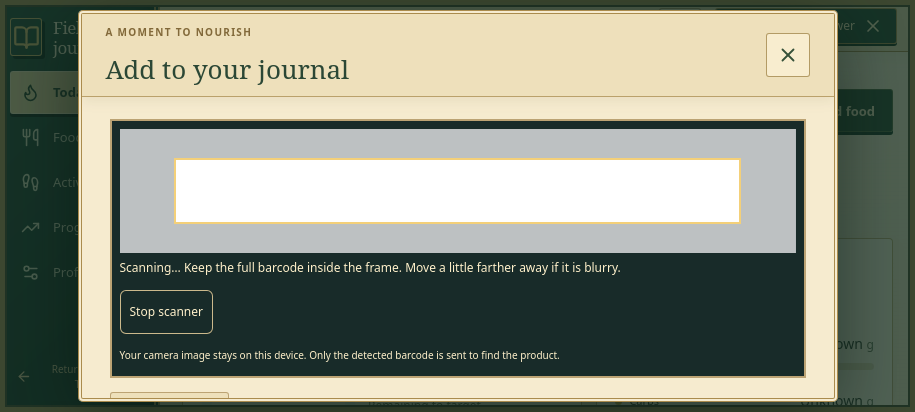 A MOMENT TO NOURISH
Add to your journal
Scanning... Keep the full barcode inside the frame. Move a little farther away if it is blurry.
Stop scanner
Your camera image stays on this device. Only the detected barcode is sent to find the product.
food
g
g